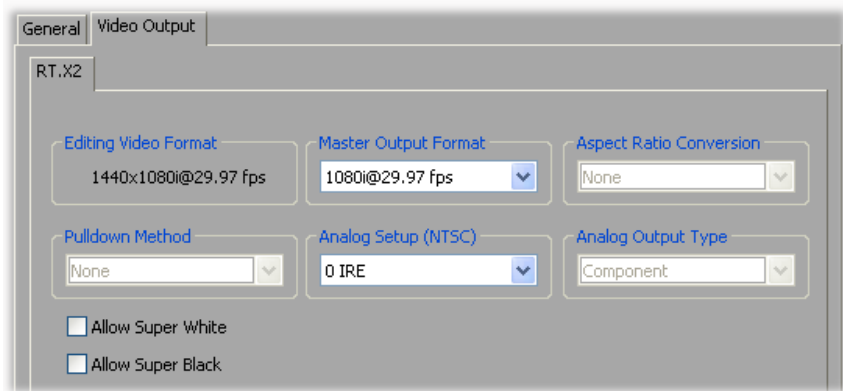 General Video Output
RT.X2
Editing Video Format Master Output Format Aspect Ratio Conversion
1440x1080i@29.97 fps 1080i@29.97 fps None
Pulldown Method Analog Setup (NTSC) Analog Output Type
None 0 IRE Component
Allow Super White
Allow Super Black